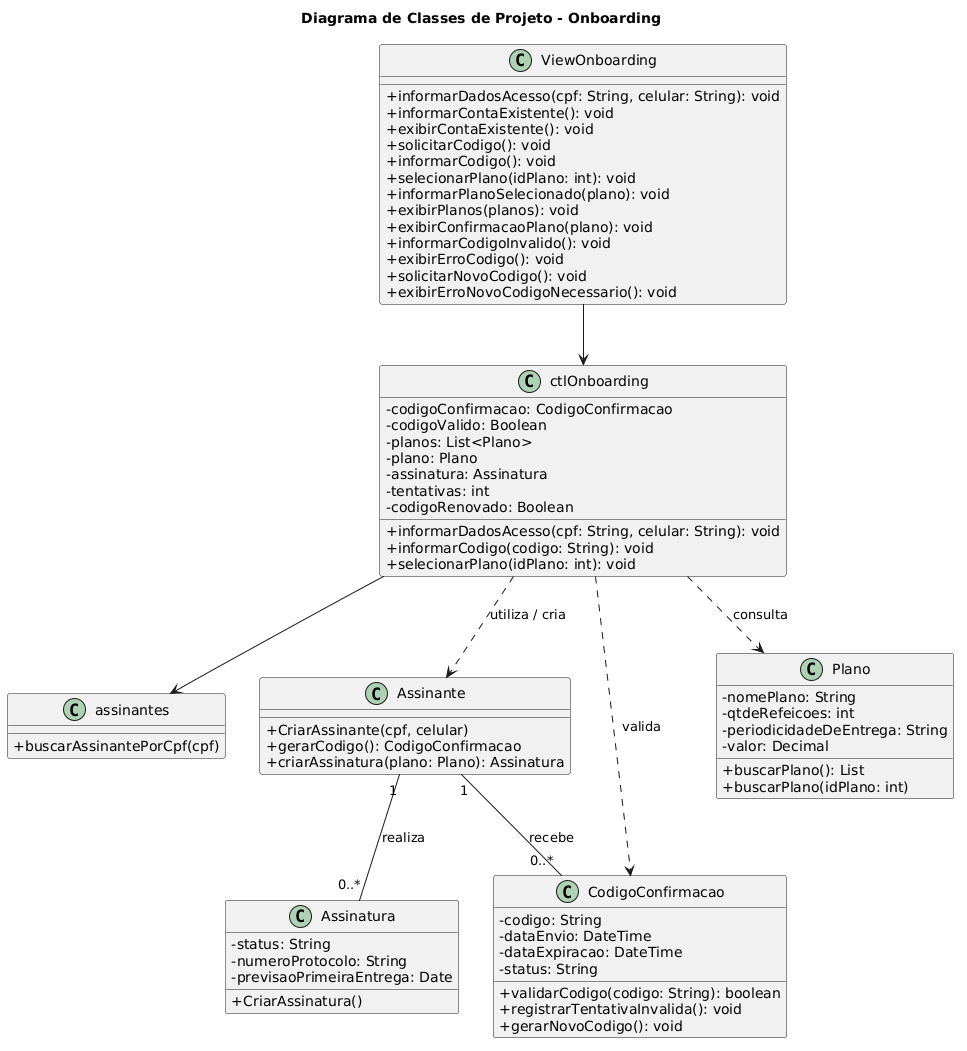 Diagrama de Classes de Projeto - Onboarding
C ViewOnboarding
+informarDadosAcesso(cpf: String, celular: String): void
+informarContaExistente(): void
+exibirContaExistente(): void
+solicitarCodigo(): void
+informarCodigo(): void
+selecionarPlano(idPlano: int): void
+informarPlanoSelecionado(plano): void
+exibirPlanos(planos): void
+exibirConfirmacaoPlano(plano): void
+informarCodigoInvalido(): void
+exibirErroCodigo(): void
+solicitarNovoCodigo(): void
+exibirErroNovoCodigoNecessario(): void
C ctlOnboarding
-codigoConfirmacao: CodigoConfirmacao
-codigoValido: Boolean
-planos: List<Plano>
-plano: Plano
-assinatura: Assinatura
-tentativas: int
-codigoRenovado: Boolean
+informarDadosAcesso(cpf: String, celular: String): void
+informarCodigo(codigo: String): void
+selecionarPlano(idPlano: int): void
utiliza / cria
consulta
valida
C assinantes
+buscarAssinantePorCpf(cpf)
C Assinante
+CriarAssinante(cpf, celular)
+gerarCodigo(): CodigoConfirmacao
+criarAssinatura(plano: Plano): Assinatura
C Plano
-nomePlano: String
-qtdeRefeicoes: int
-periodicidadeDeEntrega: String
-valor: Decimal
+buscarPlano(): List
+buscarPlano(idPlano: int)
1
realiza
0..*
1
recebe
0..*
C Assinatura
-status: String
-numeroProtocolo: String
-previsaoPrimeiraEntrega: Date
+CriarAssinatura()
C CodigoConfirmacao
-codigo: String
-dataEnvio: DateTime
-dataExpiracao: DateTime
-status: String
+validarCodigo(codigo: String): boolean
+registrarTentativaInvalida(): void
+gerarNovoCodigo(): void